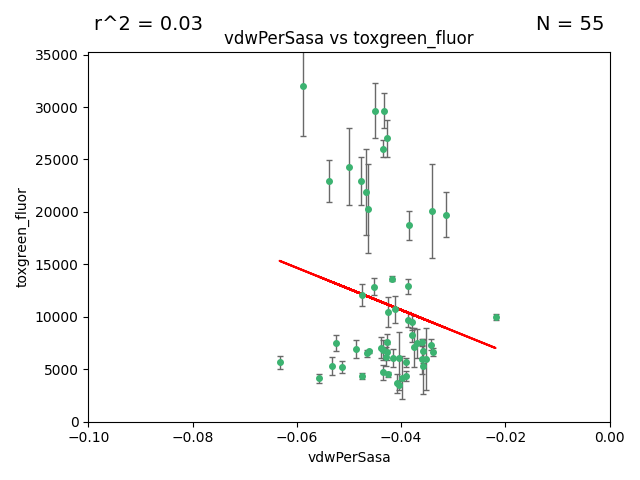 r^2 = 0.03
N = 55
vdwPerSasa vs toxgreen_fluor
35000
30000
25000
20000
15000
10000
5000
0
toxgreen_fluor
−0.10
−0.08
−0.06
−0.04
−0.02
0.00
vdwPerSasa